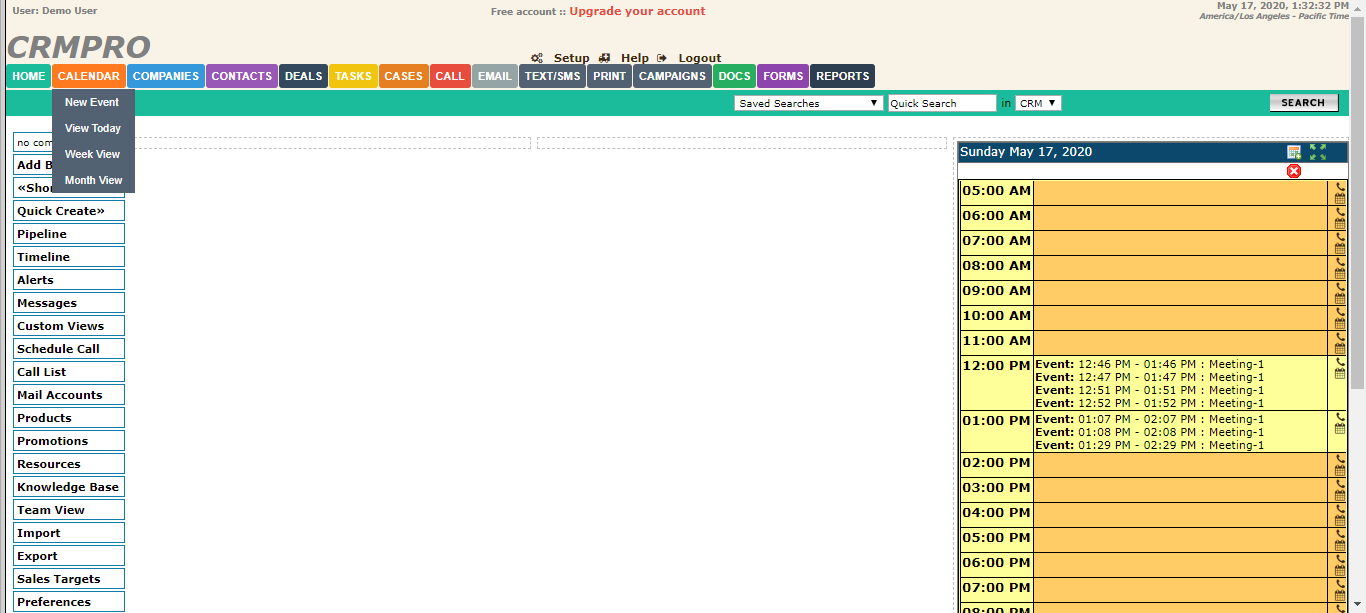 User: Demo User
Free account :: Upgrade your account
May 17, 2020, 1:32:32 PM
America/Los Angeles - Pacific Time
CRMPRO
Setup Help Logout
HOME CALENDAR COMPANIES CONTACTS DEALS TASKS CASES CALL EMAIL TEXT/SMS PRINT CAMPAIGNS DOCS FORMS REPORTS
Saved Searches Quick Search in CRM SEARCH
New Event
View Today
Week View
Month View
no com
Add B
«Sho
Quick Create»
Pipeline
Timeline
Alerts
Messages
Custom Views
Schedule Call
Call List
Mail Accounts
Products
Promotions
Resources
Knowledge Base
Team View
Import
Export
Sales Targets
Preferences
Sunday May 17, 2020
05:00 AM
06:00 AM
07:00 AM
08:00 AM
09:00 AM
10:00 AM
11:00 AM
12:00 PM Event: 12:46 PM - 01:46 PM : Meeting-1
Event: 12:47 PM - 01:47 PM : Meeting-1
Event: 12:51 PM - 01:51 PM : Meeting-1
Event: 12:52 PM - 01:52 PM : Meeting-1
01:00 PM Event: 01:07 PM - 02:07 PM : Meeting-1
Event: 01:08 PM - 02:08 PM : Meeting-1
Event: 01:29 PM - 02:29 PM : Meeting-1
02:00 PM
03:00 PM
04:00 PM
05:00 PM
06:00 PM
07:00 PM
08:00 PM